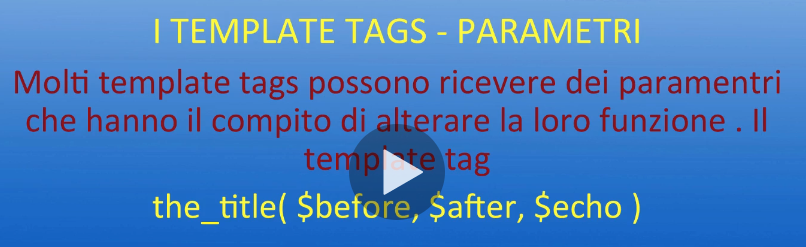 I TEMPLATE TAGS - PARAMETRI
Molti template tags possono ricevere dei paramentri
che hanno il compito di alterare la loro funzione . Il
template tag
the_title( $before, $after, $echo )